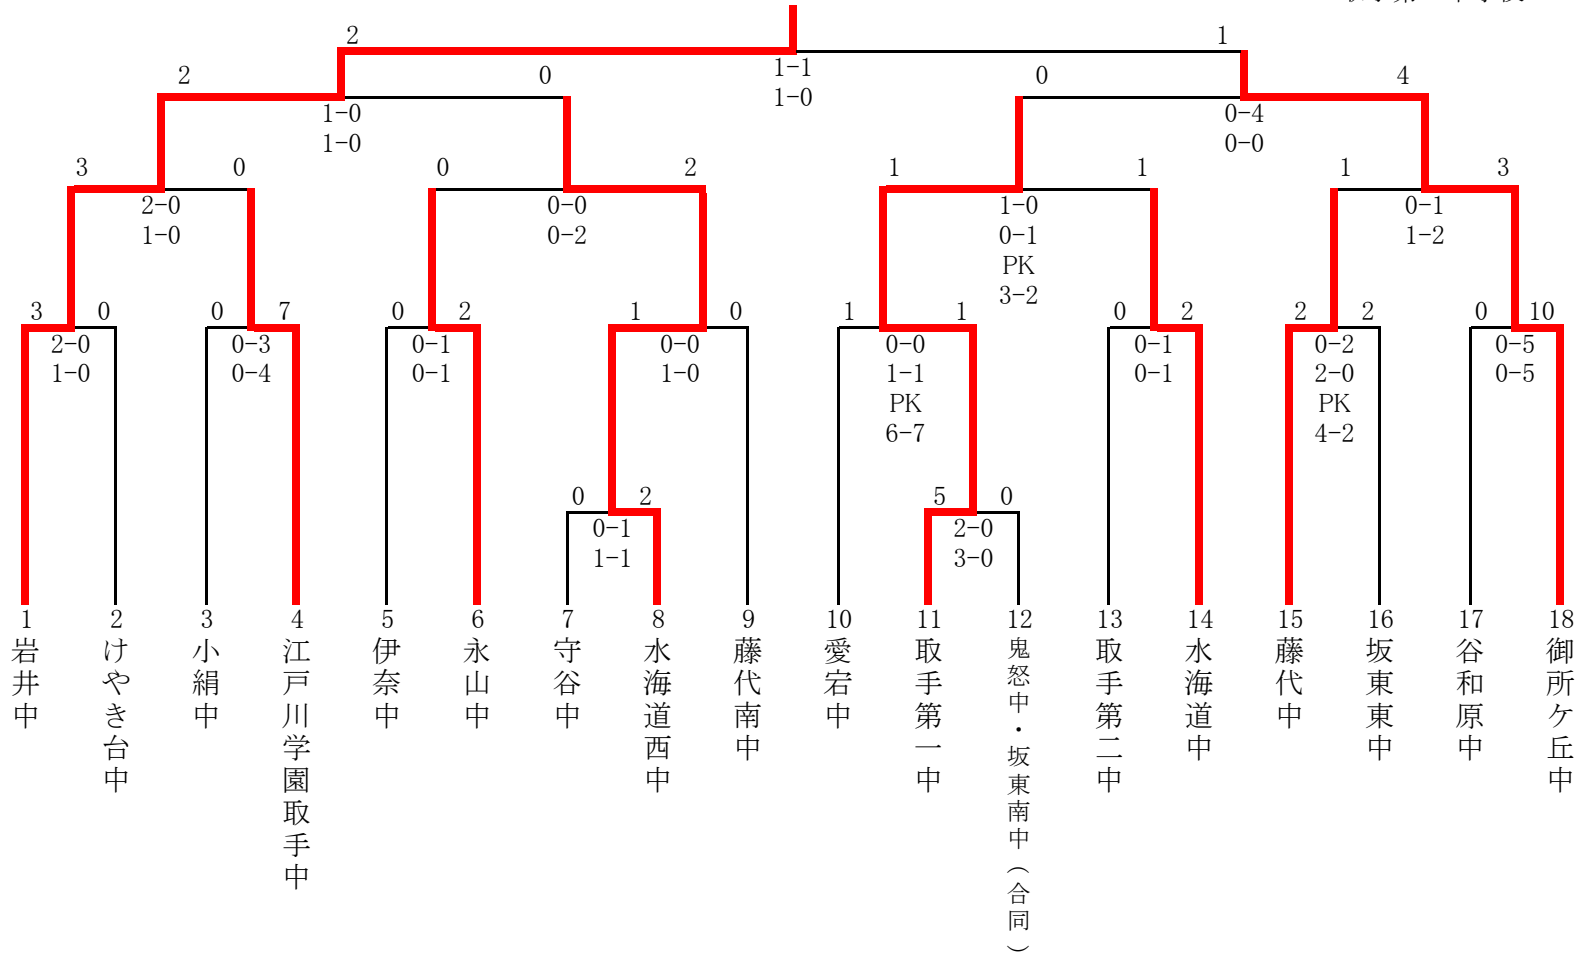 2 1
1-1
1-0
2 0 0 4
1-0 0-4
1-0 0-0
3 0 0 2 1 1 1 3
2-0 0-0 1-0 0-1
1-0 0-2 0-1 1-2
PK
3-2
3 0 0 7 0 2 1 0 1 1 0 2 2 2 0 10
2-0 0-3 0-1 0-0 0-0 0-1 0-2 0-5
1-0 0-4 0-1 1-0 1-1 0-1 2-0 0-5
PK PK
6-7 4-2
0 2 5 0
0-1 2-0
1-1 3-0
1 2 3 4 5 6 7 8 9 10 11 12 13 14 15 16 17 18
岩井中
けやき台中
小絹中
江戸川学園取手中
伊奈中
永山中
守谷中
水海道西中
藤代南中
愛宕中
取手第一中
鬼怒中・坂東南中（合同）
取手第二中
水海道中
藤代中
坂東東中
谷和原中
御所ケ丘中